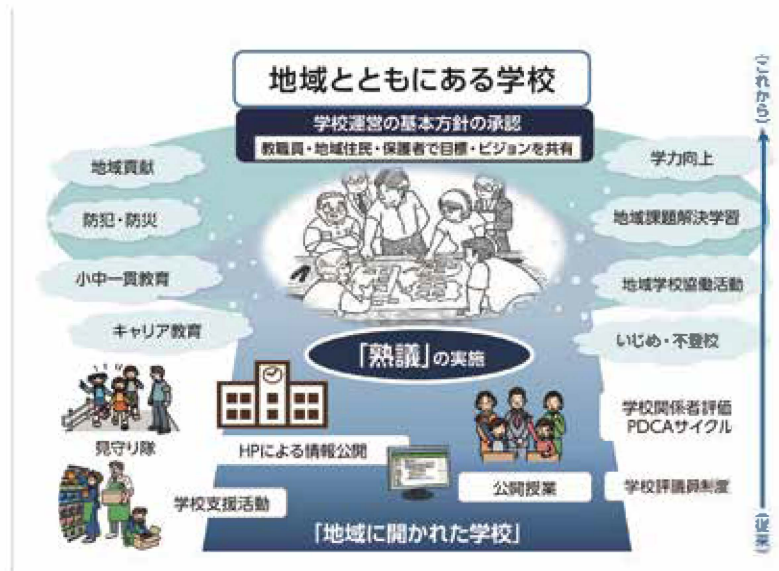 地域とともにある学校
学校運営の基本方針の承認
教職員・地域住民・保護者で目標・ビジョンを共有
地域貢献
防犯・防災
小中一貫教育
キャリア教育
学力向上
地域課題解決学習
地域学校協働活動
いじめ・不登校
「熟議」の実施
見守り隊
学校支援活動
HPによる情報公開
公開授業
学校関係者評価
PDCAサイクル
学校評議員制度
「地域に開かれた学校」
(これから)
(従来)